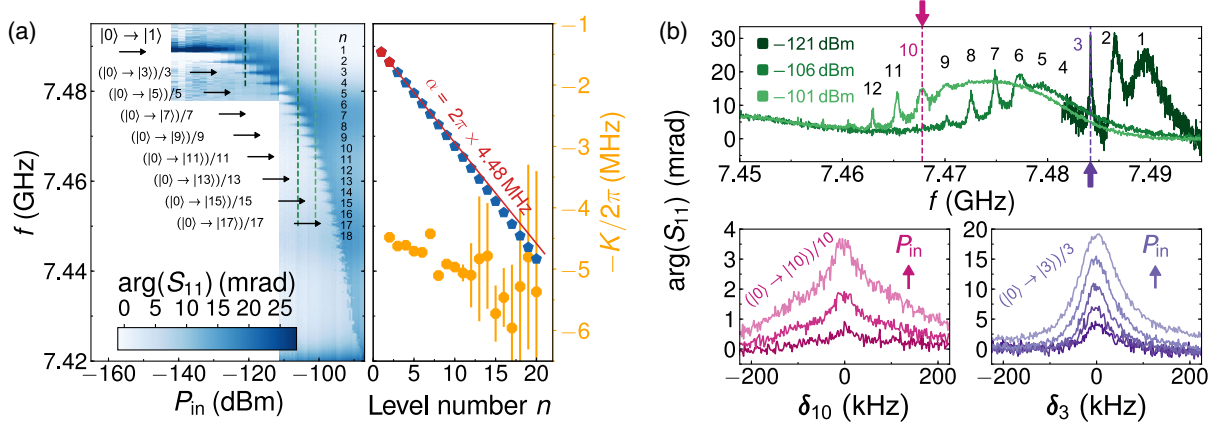 (a)
|0⟩ → |1⟩
n
1
2
3
4
5
6
7
8
9
10
11
12
13
14
15
16
17
18
(|0⟩ → |3⟩)/3
(|0⟩ → |5⟩)/5
(|0⟩ → |7⟩)/7
(|0⟩ → |9⟩)/9
(|0⟩ → |11⟩)/11
(|0⟩ → |13⟩)/13
(|0⟩ → |15⟩)/15
(|0⟩ → |17⟩)/17
7.48
7.46
7.44
7.42
f (GHz)
arg(S₁₁) (mrad)
0 5 10 15 20 25
−160 −140 −120 −100
P_in (dBm)
α = 2π × 4.48 MHz
−1
−2
−3
−4
−5
−6
−K/2π (MHz)
0 5 10 15 20
Level number n
(b)
30
20
10
0
−121 dBm
−106 dBm
−101 dBm
12 11 10 9 8 7 6 5 4 3 2 1
7.45 7.46 7.47 7.48 7.49
f (GHz)
arg(S₁₁) (mrad)
4
3
2
1
0
(|0⟩ → |10⟩)/10
P_in
−200 0 200
δ₁₀ (kHz)
20
15
10
5
0
(|0⟩ → |3⟩)/3
P_in
−200 0 200
δ₃ (kHz)